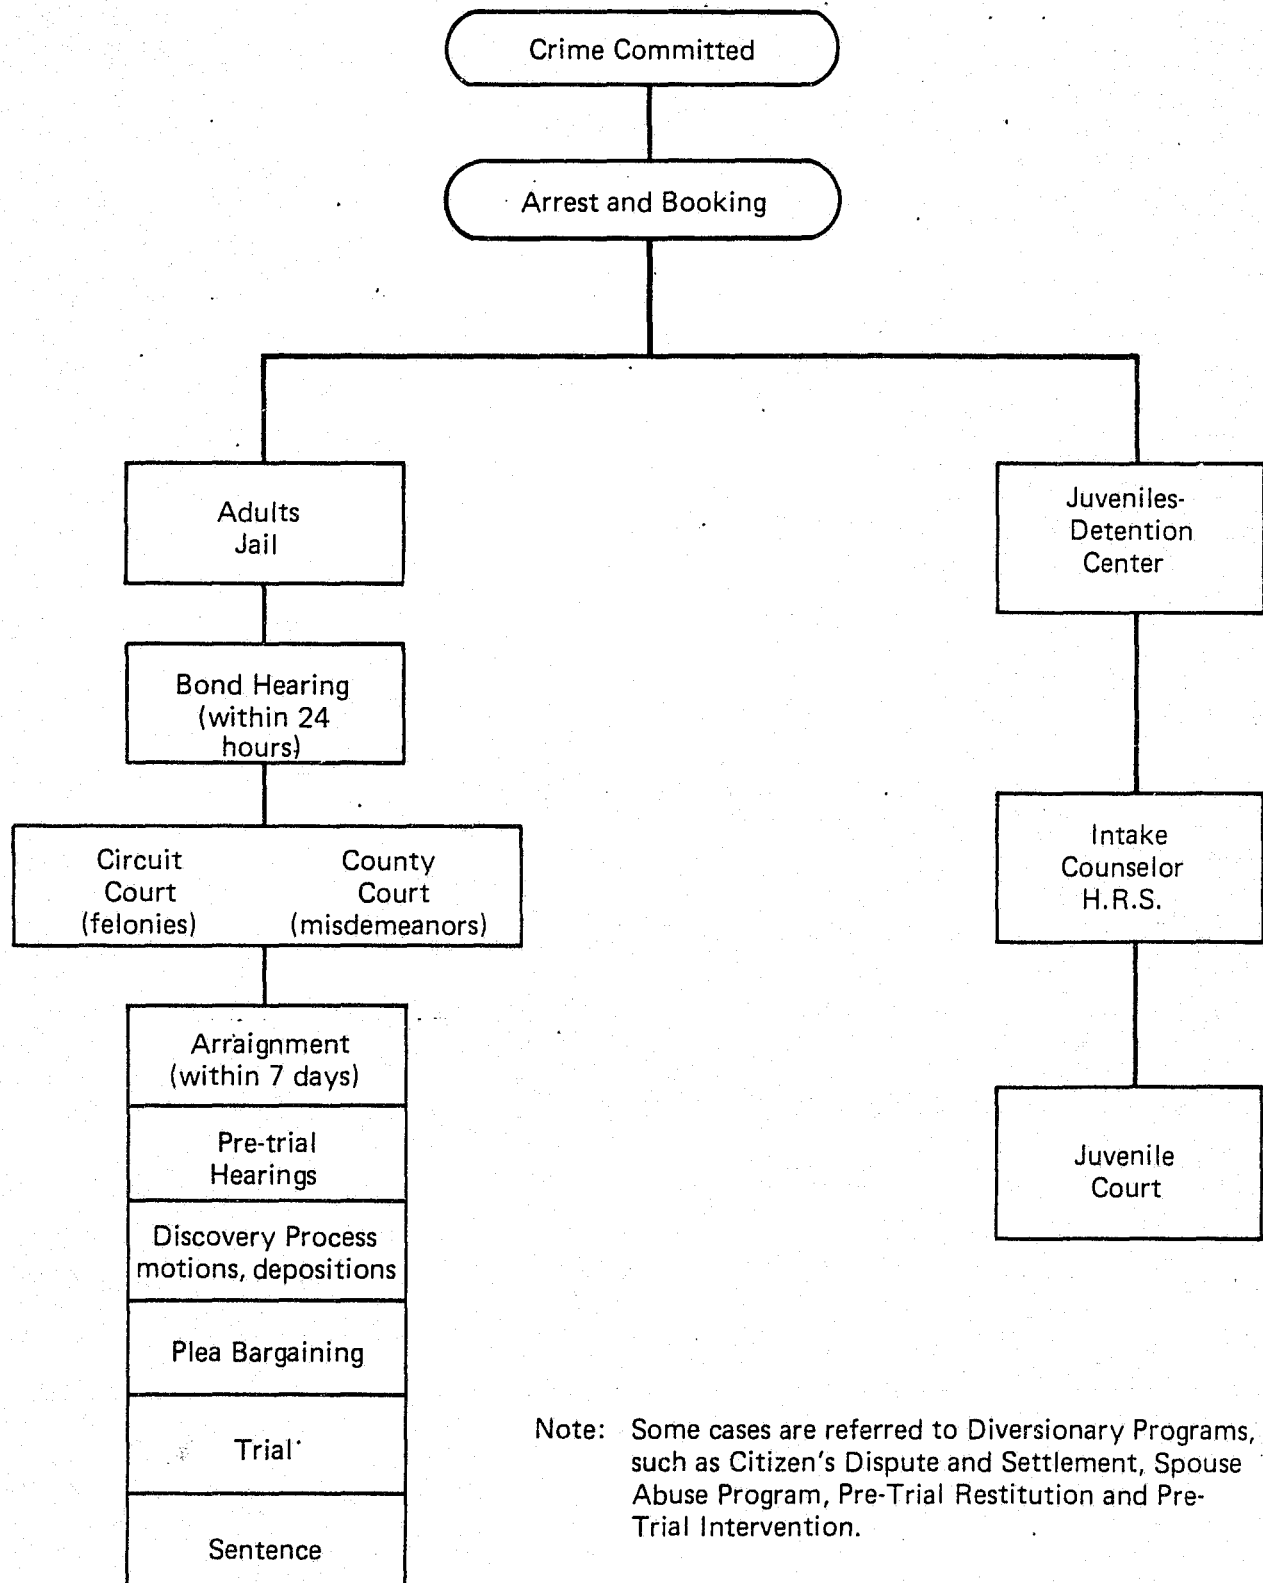 Crime Committed
Arrest and Booking
Adults
Jail
Bond Hearing
(within 24
hours)
Circuit
Court
(felonies)
County
Court
(misdemeanors)
Arraignment
(within 7 days)
Pre-trial
Hearings
Discovery Process
motions, depositions
Plea Bargaining
Trial
Sentence
Juveniles-
Detention
Center
Intake
Counselor
H.R.S.
Juvenile
Court
Note: Some cases are referred to Diversionary Programs,
such as Citizen's Dispute and Settlement, Spouse
Abuse Program, Pre-Trial Restitution and Pre-
Trial Intervention.